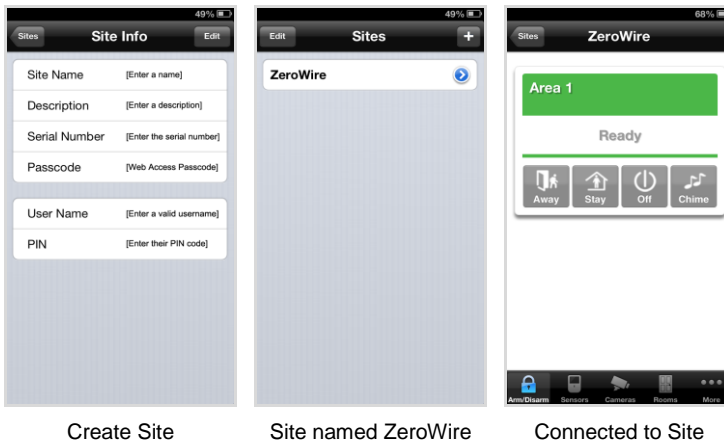 49%
Sites Site Info Edit
Site Name [Enter a name]
Description [Enter a description]
Serial Number [Enter the serial number]
Passcode [Web Access Passcode]
User Name [Enter a valid username]
PIN [Enter their PIN code]
Create Site
49%
Edit Sites +
ZeroWire
Site named ZeroWire
68%
Sites ZeroWire
Area 1
Ready
Away Stay Off Chime
Arm/Disarm Sensors Cameras Rooms More
Connected to Site